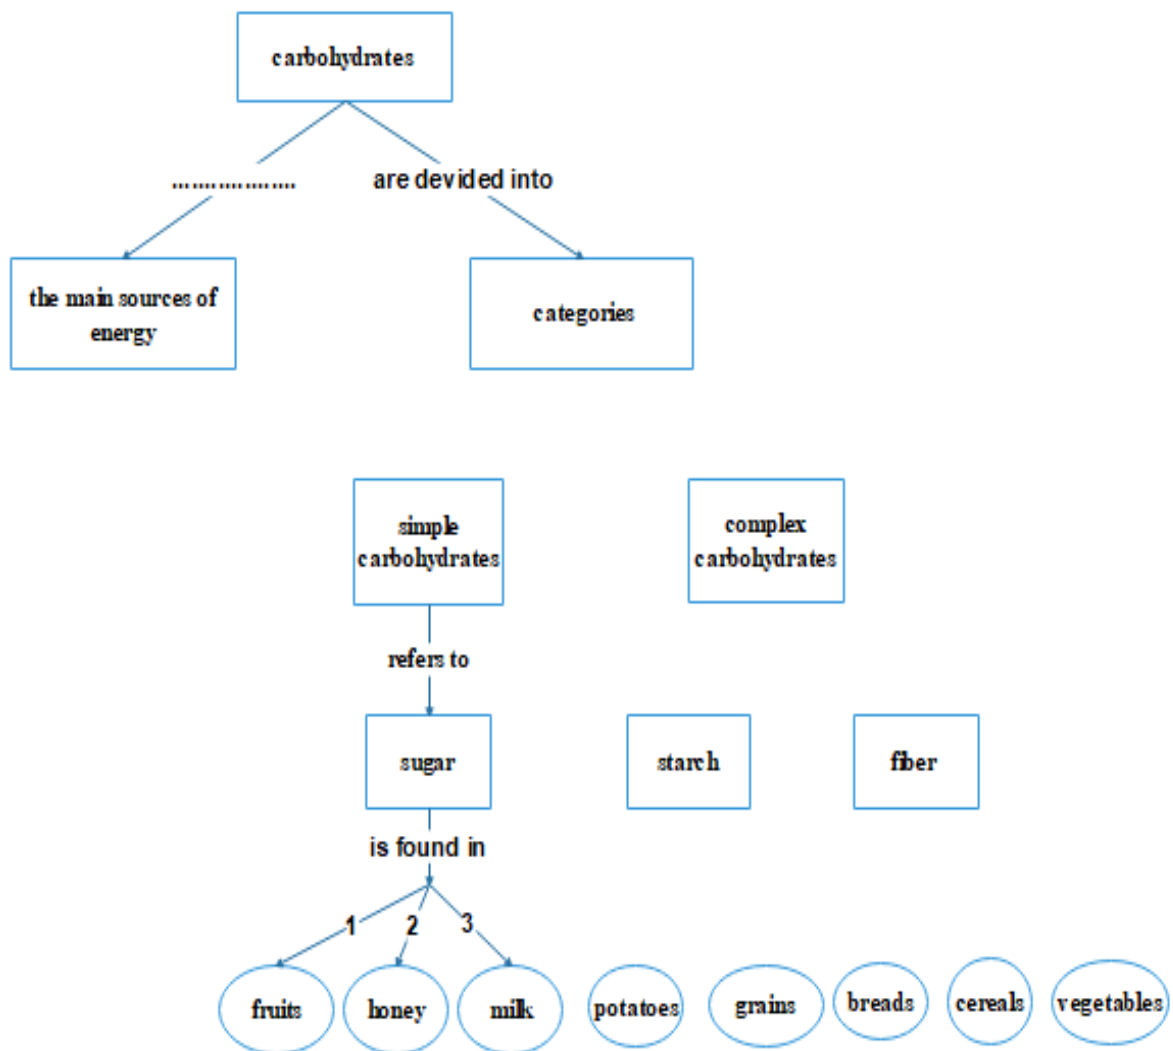 carbohydrates
...................
are devided into
the main sources of
energy
categories
simple
carbohydrates
complex
carbohydrates
refers to
sugar
starch
fiber
is found in
1
2
3
fruits
honey
milk
potatoes
grains
breads
cereals
vegetables